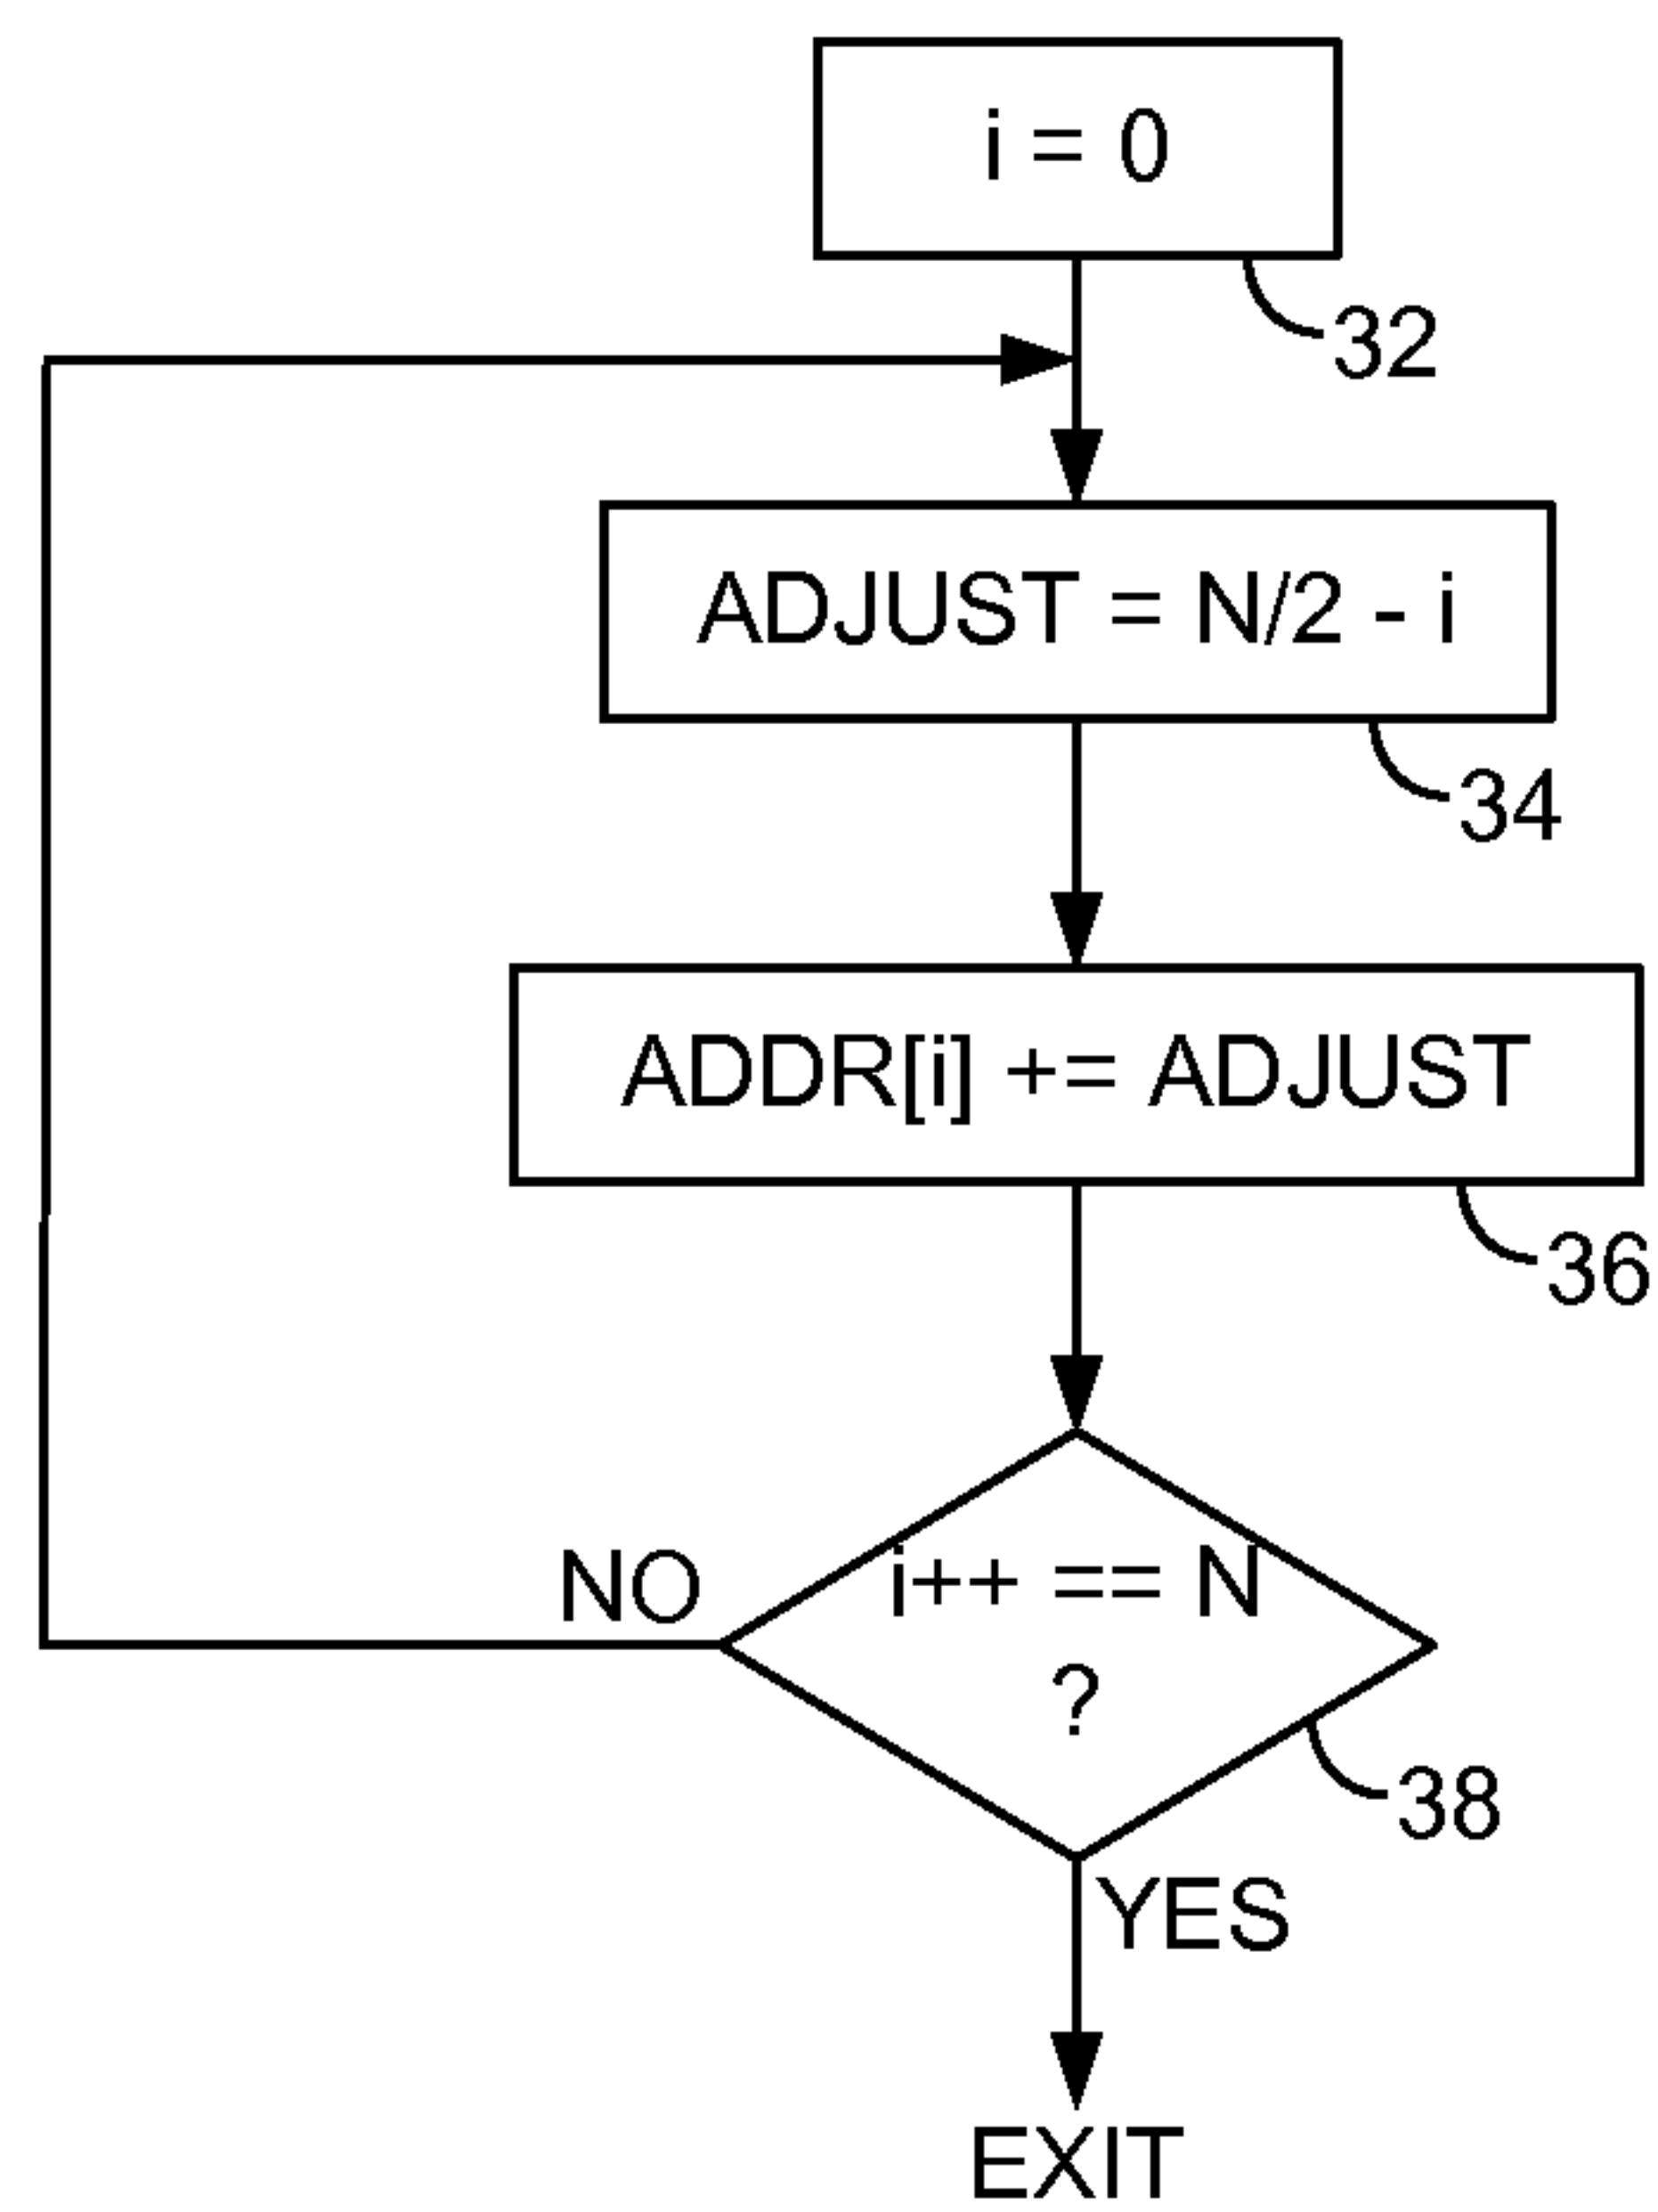 i = 0
32
ADJUST = N/2 - i
34
ADDR[i] += ADJUST
36
NO
i++ == N
?
38
YES
EXIT